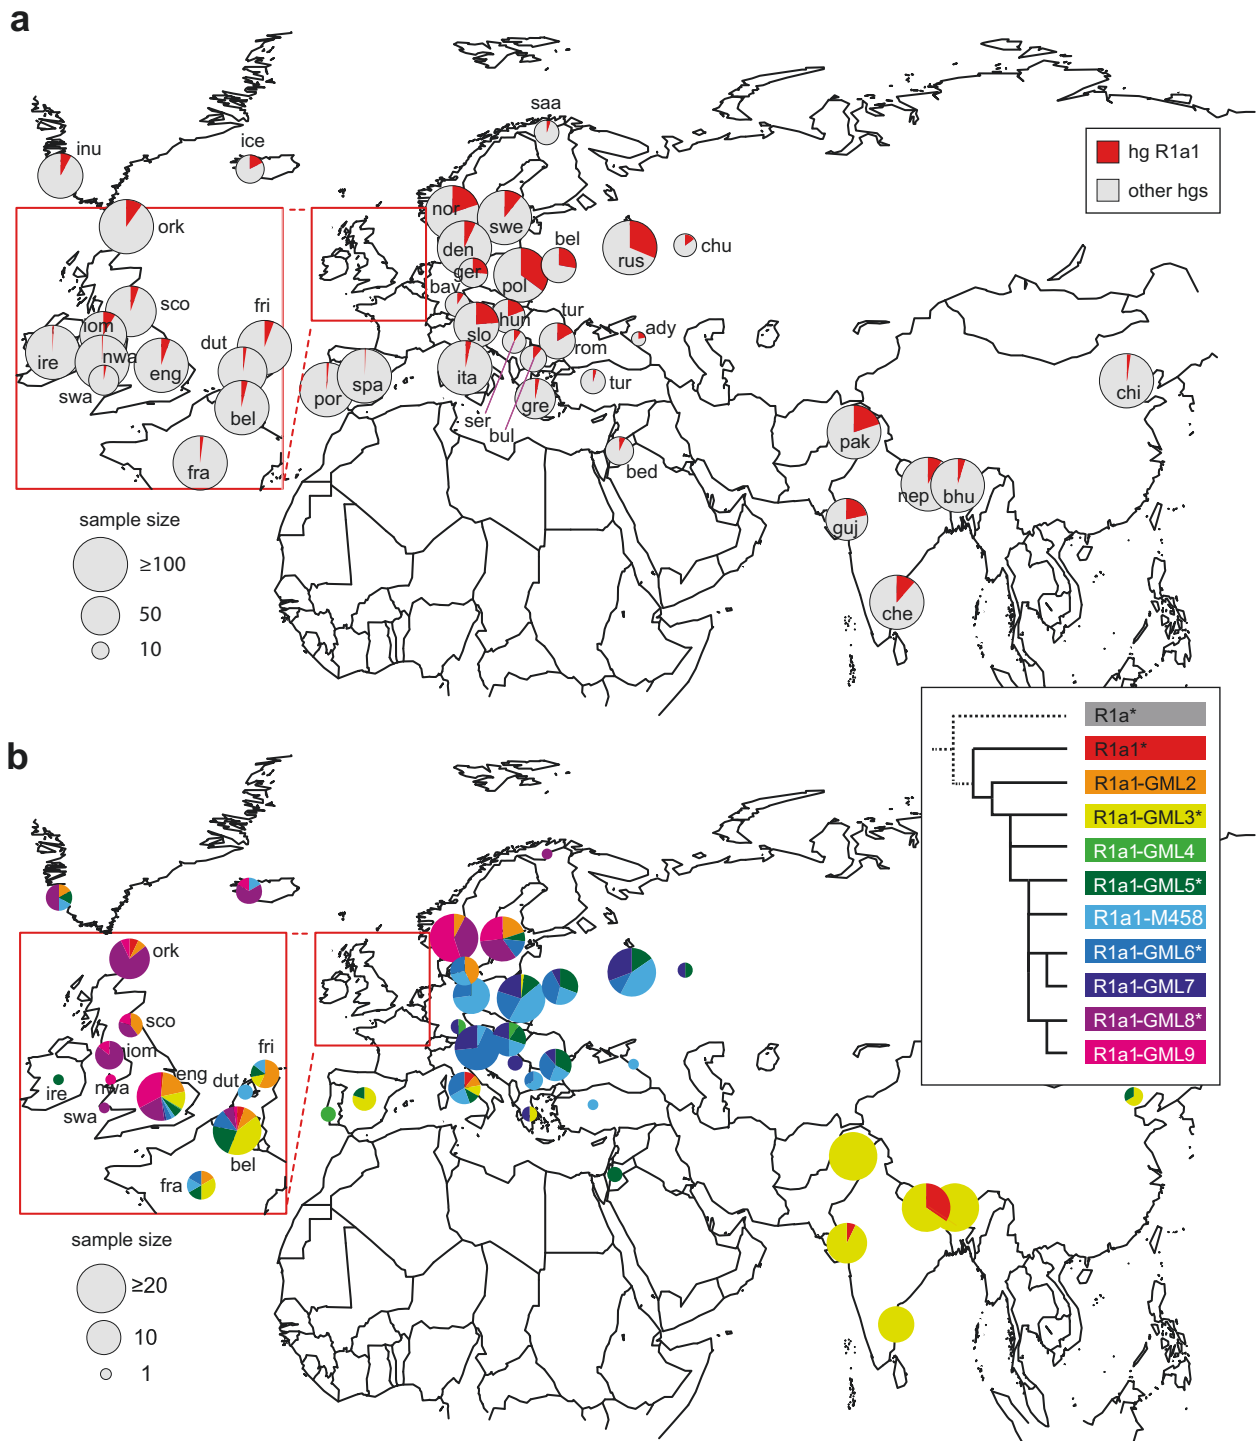 a
saa
inu
ice
hg R1a1
other hgs
ork
nor
swe
den
bel
rus
chu
ger
pol
bav
sco
fri
iom
dut
hun
tur
slo
ady
rom
ire
nwa
eng
swa
ita
tur
chi
por
spa
gre
bel
ser
bul
pak
fra
bed
nep
bhu
guj
sample size
≥100
50
10
che
R1a*
R1a1*
R1a1-GML2
R1a1-GML3*
R1a1-GML4
R1a1-GML5*
R1a1-M458
R1a1-GML6*
R1a1-GML7
R1a1-GML8*
R1a1-GML9
b
ork
sco
iom
fri
eng
dut
ire
nwa
swa
bel
fra
sample size
≥20
10
1